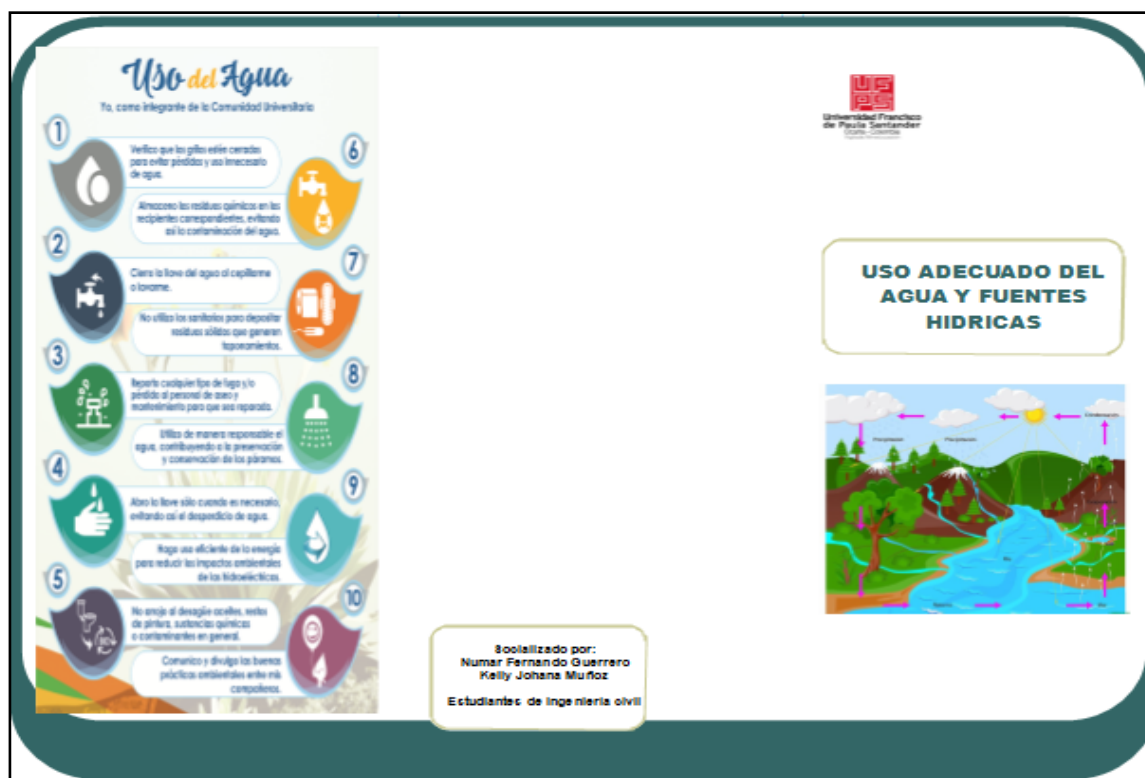 Uso del Agua
Yo, como integrante de la Comunidad Universitaria
1
Verifico que los grifos estén cerrados
para evitar pérdidas y uso innecesario
de agua.
6
Almaceno los residuos químicos en los
recipientes correspondientes, evitando
así la contaminación del agua.
2
Cierro la llave del agua al cepillarme
o lavarme.
7
No utilizo los sanitarios para depositar
residuos sólidos que generen
taponamientos.
3
Reporto cualquier tipo de fuga y/o
pérdida al personal de aseo y
mantenimiento para que sea reparada.
8
Utilizo de manera responsable el
agua, contribuyendo a la preservación
y conservación de los páramos.
4
Abro la llave sólo cuando es necesario,
evitando así el desperdicio de agua.
9
Hago uso eficiente de la energía
para reducir los impactos ambientales
de las hidroeléctricas.
5
No arrojo al desagüe aceites, restos
de pintura, sustancias químicas
o contaminantes en general.
10
Comunico y divulgo las buenas
prácticas ambientales entre mis
compañeros.
Socializado por:
Numar Fernando Guerrero
Kelly Johana Muñoz
Estudiantes de ingenieria civil
UFPS
Universidad Francisco
de Paula Santander
Ocaña - Colombia
USO ADECUADO DEL
AGUA Y FUENTES
HIDRICAS
Condensación
Precipitación
Precipitación